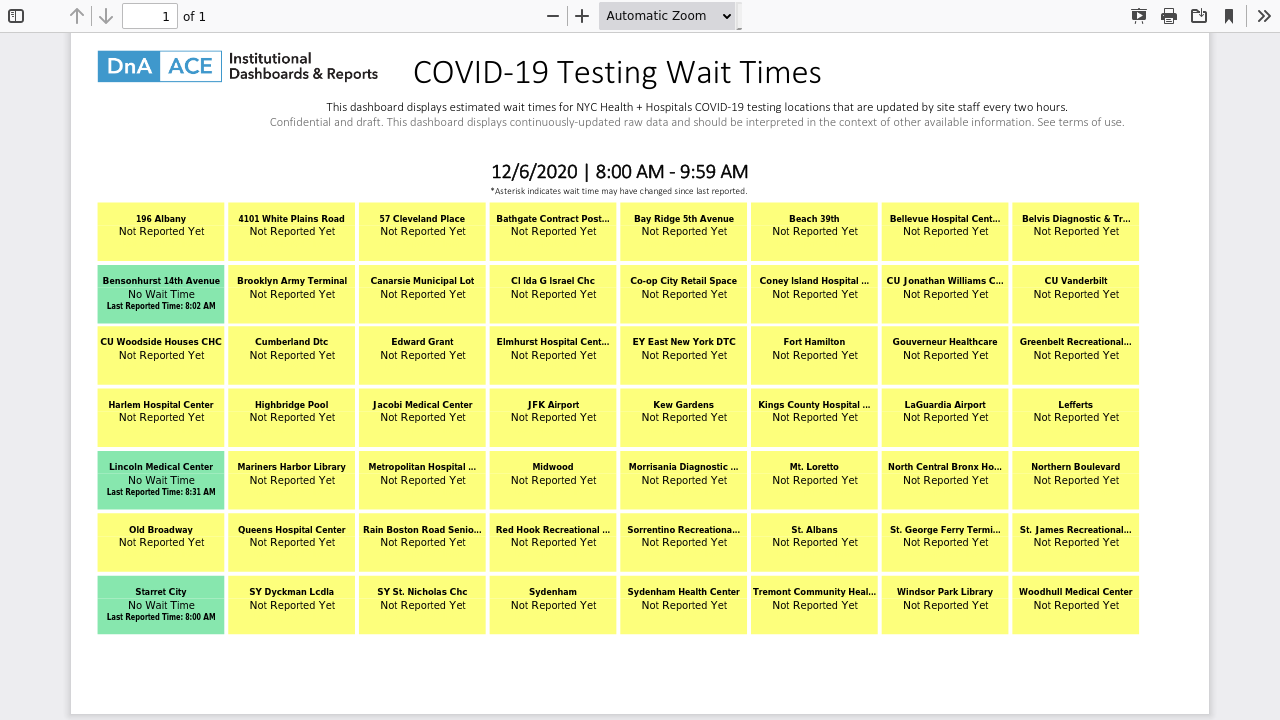 1 of 1 Automatic Zoom
DnA ACE Institutional Dashboards & Reports
COVID-19 Testing Wait Times
This dashboard displays estimated wait times for NYC Health + Hospitals COVID-19 testing locations that are updated by site staff every two hours.
Confidential and draft. This dashboard displays continuously-updated raw data and should be interpreted in the context of other available information. See terms of use.
12/6/2020 | 8:00 AM - 9:59 AM
*Asterisk indicates wait time may have changed since last reported.
196 Albany 4101 White Plains Road 57 Cleveland Place Bathgate Contract Post... Bay Ridge 5th Avenue Beach 39th Bellevue Hospital Cent... Belvis Diagnostic & Tr...
Not Reported Yet Not Reported Yet Not Reported Yet Not Reported Yet Not Reported Yet Not Reported Yet Not Reported Yet Not Reported Yet
Bensonhurst 14th Avenue Brooklyn Army Terminal Canarsie Municipal Lot CI Ida G Israel Chc Co-op City Retail Space Coney Island Hospital ... CU Jonathan Williams C... CU Vanderbilt
No Wait Time Not Reported Yet Not Reported Yet Not Reported Yet Not Reported Yet Not Reported Yet Not Reported Yet Not Reported Yet
Last Reported Time: 8:02 AM
CU Woodside Houses CHC Cumberland Dtc Edward Grant Elmhurst Hospital Cent... EY East New York DTC Fort Hamilton Gouverneur Healthcare Greenbelt Recreational...
Not Reported Yet Not Reported Yet Not Reported Yet Not Reported Yet Not Reported Yet Not Reported Yet Not Reported Yet Not Reported Yet
Harlem Hospital Center Highbridge Pool Jacobi Medical Center JFK Airport Kew Gardens Kings County Hospital ... LaGuardia Airport Lefferts
Not Reported Yet Not Reported Yet Not Reported Yet Not Reported Yet Not Reported Yet Not Reported Yet Not Reported Yet Not Reported Yet
Lincoln Medical Center Mariners Harbor Library Metropolitan Hospital ... Midwood Morrisania Diagnostic ... Mt. Loretto North Central Bronx Ho... Northern Boulevard
No Wait Time Not Reported Yet Not Reported Yet Not Reported Yet Not Reported Yet Not Reported Yet Not Reported Yet Not Reported Yet
Last Reported Time: 8:31 AM
Old Broadway Queens Hospital Center Rain Boston Road Senio... Red Hook Recreational ... Sorrentino Recreationa... St. Albans St. George Ferry Termi... St. James Recreational...
Not Reported Yet Not Reported Yet Not Reported Yet Not Reported Yet Not Reported Yet Not Reported Yet Not Reported Yet Not Reported Yet
Starret City SY Dyckman Lcdla SY St. Nicholas Chc Sydenham Sydenham Health Center Tremont Community Heal... Windsor Park Library Woodhull Medical Center
No Wait Time Not Reported Yet Not Reported Yet Not Reported Yet Not Reported Yet Not Reported Yet Not Reported Yet Not Reported Yet
Last Reported Time: 8:00 AM